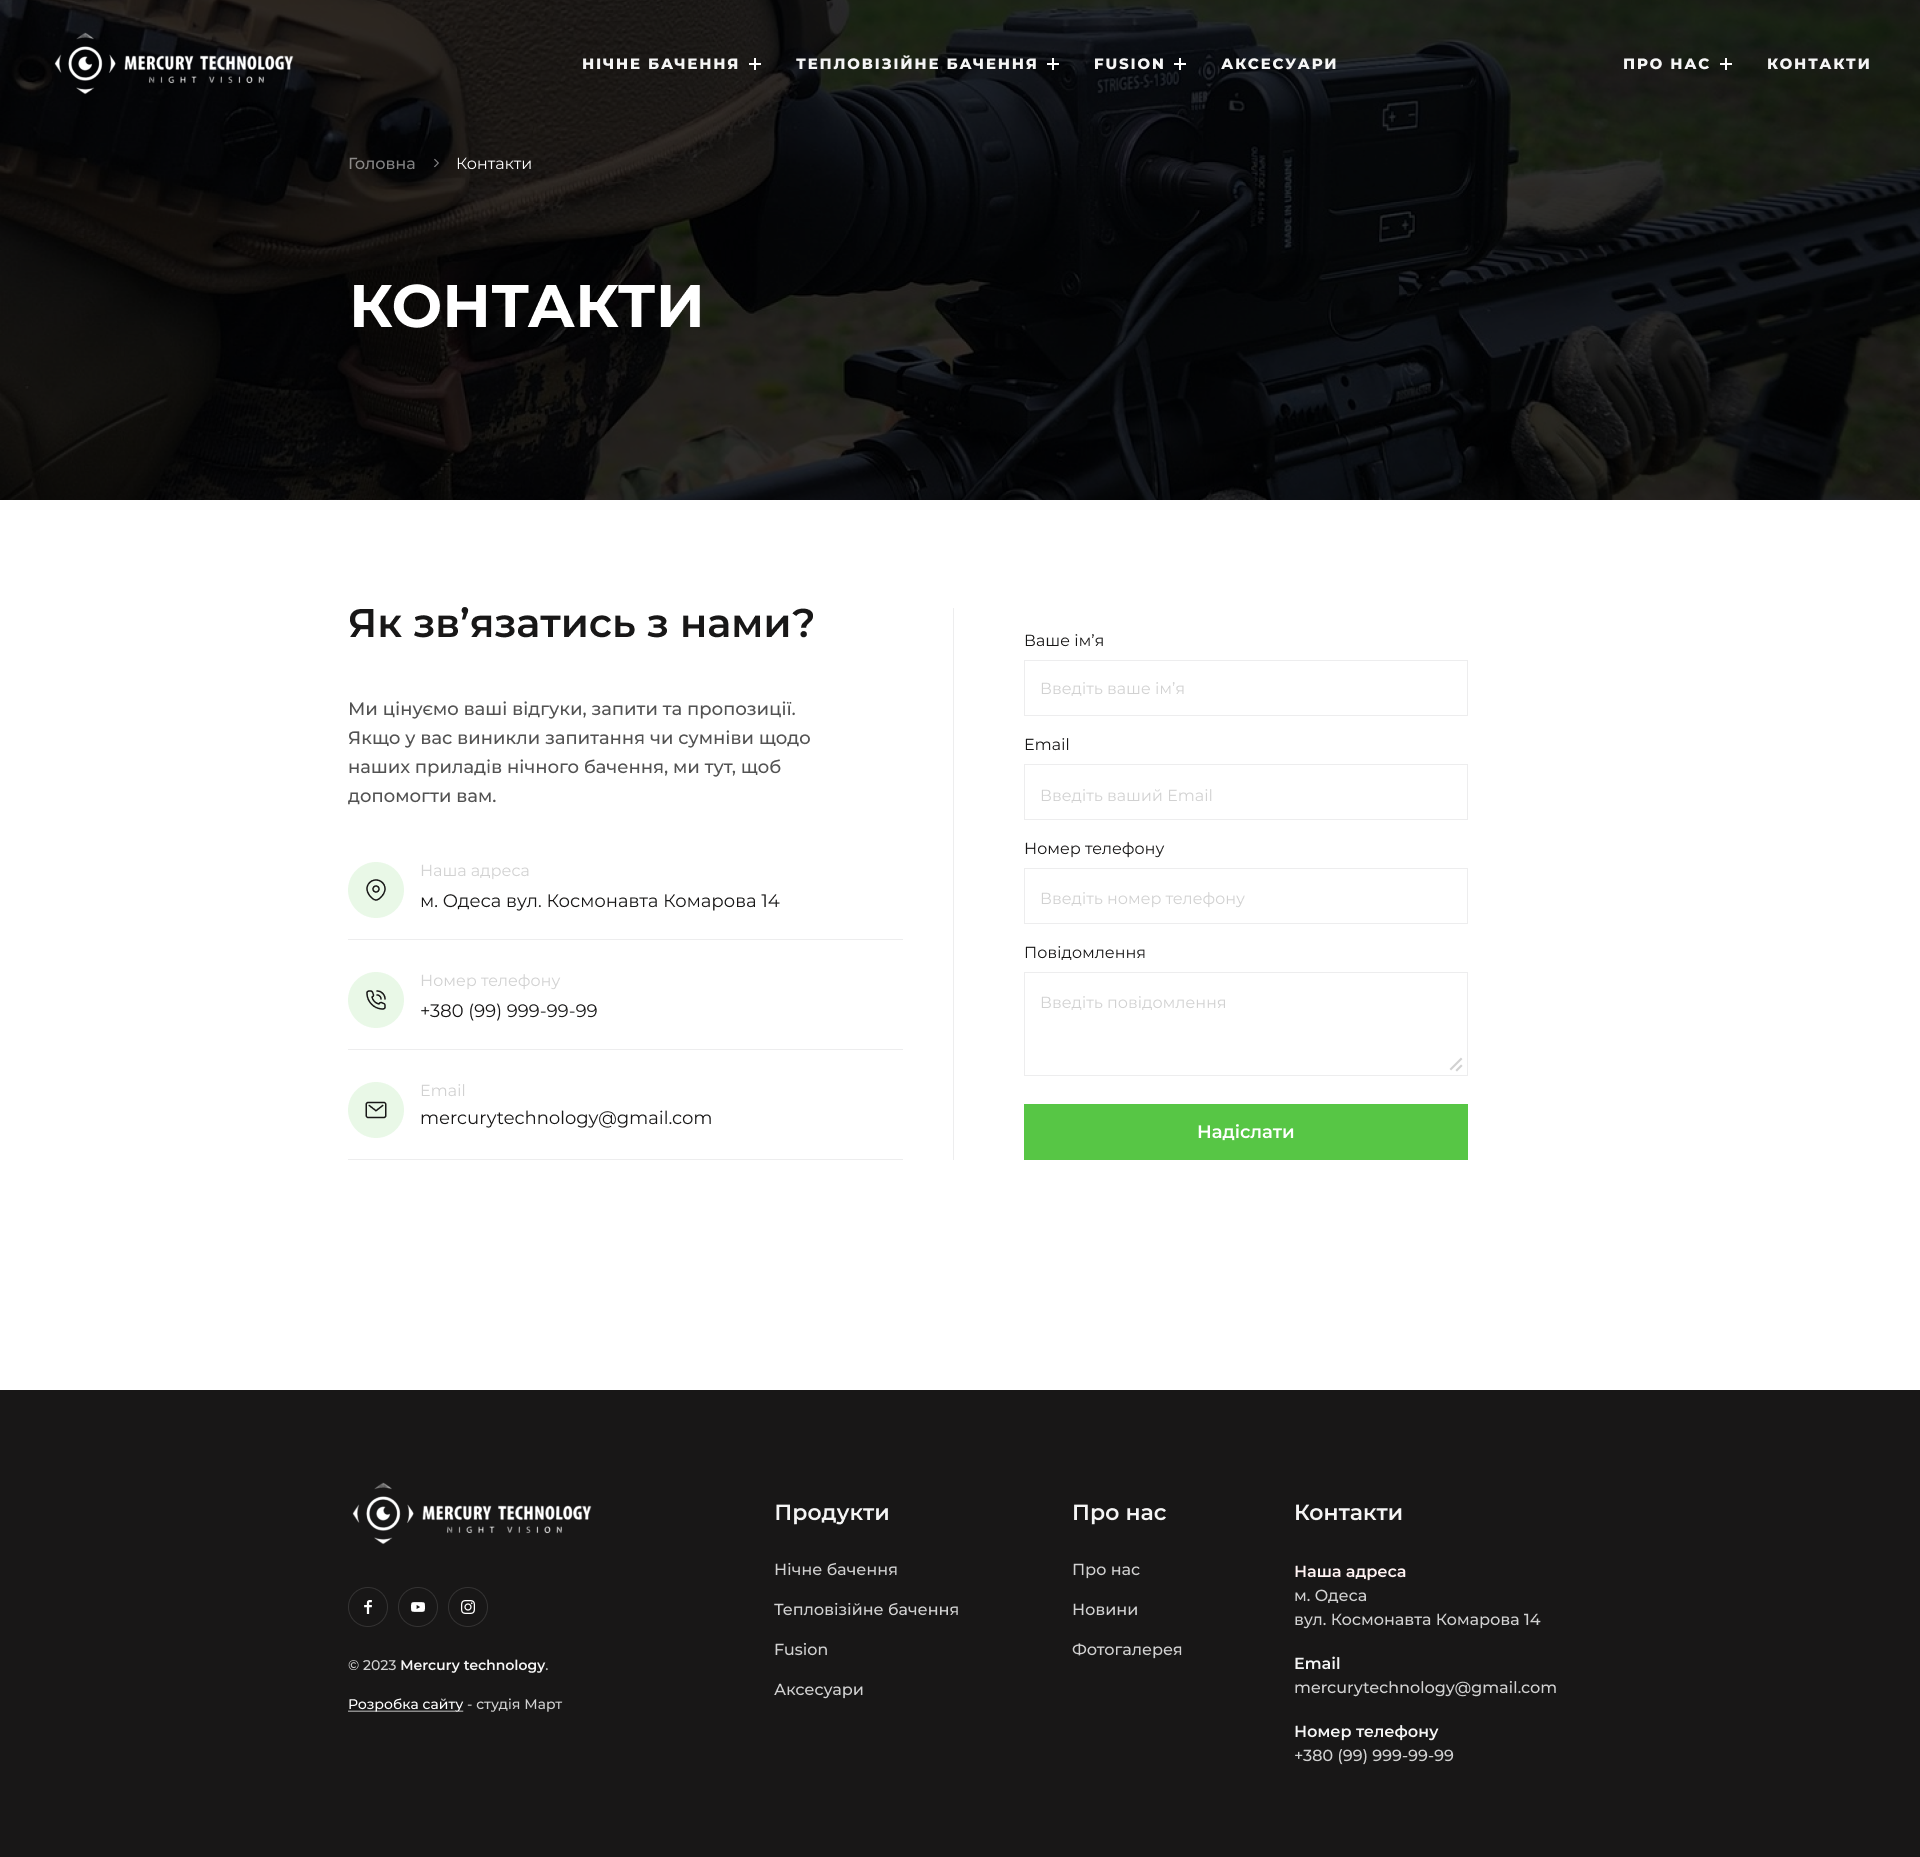 MERCURY TECHNOLOGY
NIGHT VISION
НІЧНЕ БАЧЕННЯ
ТЕПЛОВІЗІЙНЕ БАЧЕННЯ
FUSION
АКСЕСУАРИ
ПРО НАС
КОНТАКТИ
STRIGES-S-1300
MADE IN UKRAINE
Головна > Контакти
КОНТАКТИ
Як зв’язатись з нами?
Ми цінуємо ваші відгуки, запити та пропозиції.
Якщо у вас виникли запитання чи сумніви щодо
наших приладів нічного бачення, ми тут, щоб
допомогти вам.
Наша адреса
м. Одеса вул. Космонавта Комарова 14
Номер телефону
+380 (99) 999-99-99
Email
mercurytechnology@gmail.com
Ваше ім’я
Введіть ваше ім’я
Email
Введіть ваший Email
Номер телефону
Введіть номер телефону
Повідомлення
Введіть повідомлення
Надіслати
MERCURY TECHNOLOGY
NIGHT VISION
© 2023 Mercury technology.
Розробка сайту - студія Март
Продукти
Нічне бачення
Тепловізійне бачення
Fusion
Аксесуари
Про нас
Про нас
Новини
Фотогалерея
Контакти
Наша адреса
м. Одеса
вул. Космонавта Комарова 14
Email
mercurytechnology@gmail.com
Номер телефону
+380 (99) 999-99-99